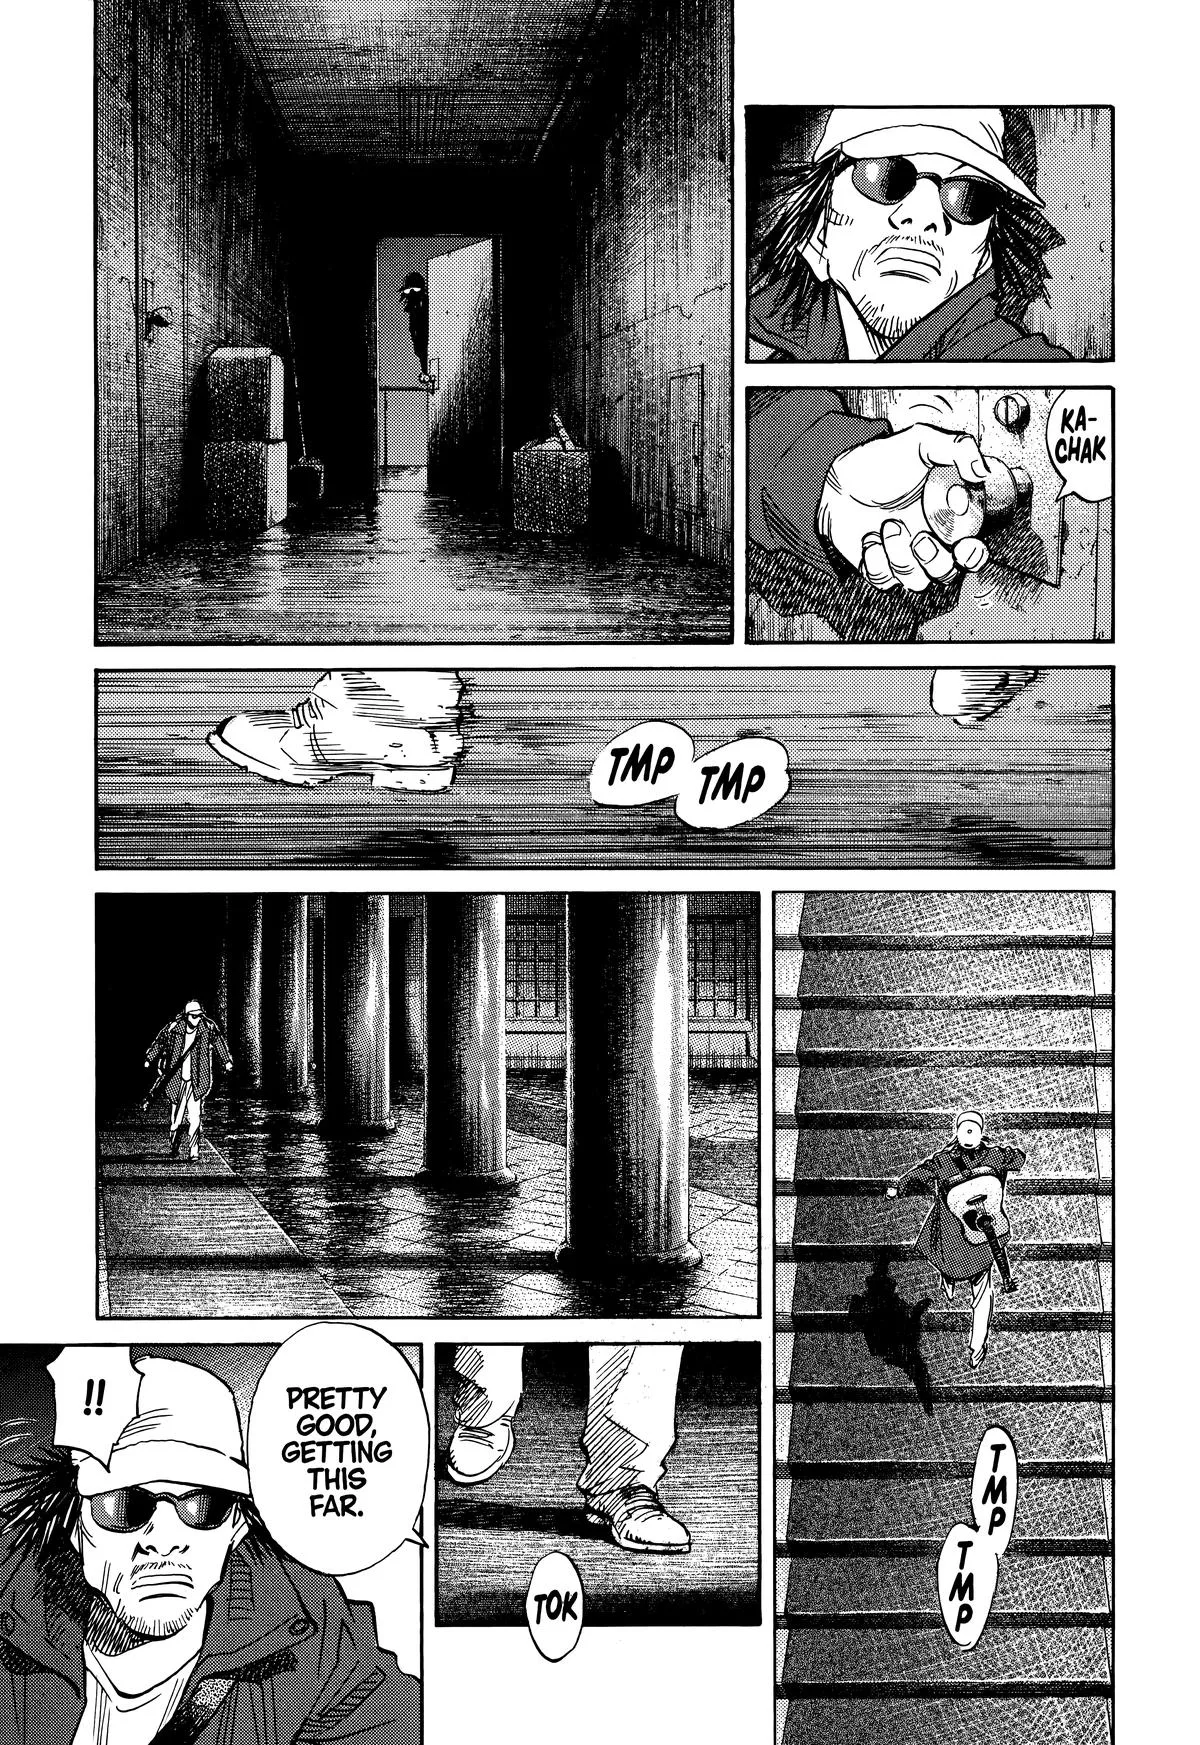 KA-
CHAK
TMP
TMP
TMP
TMP
TOK
PRETTY
GOOD,
GETTING
THIS
FAR.
!!